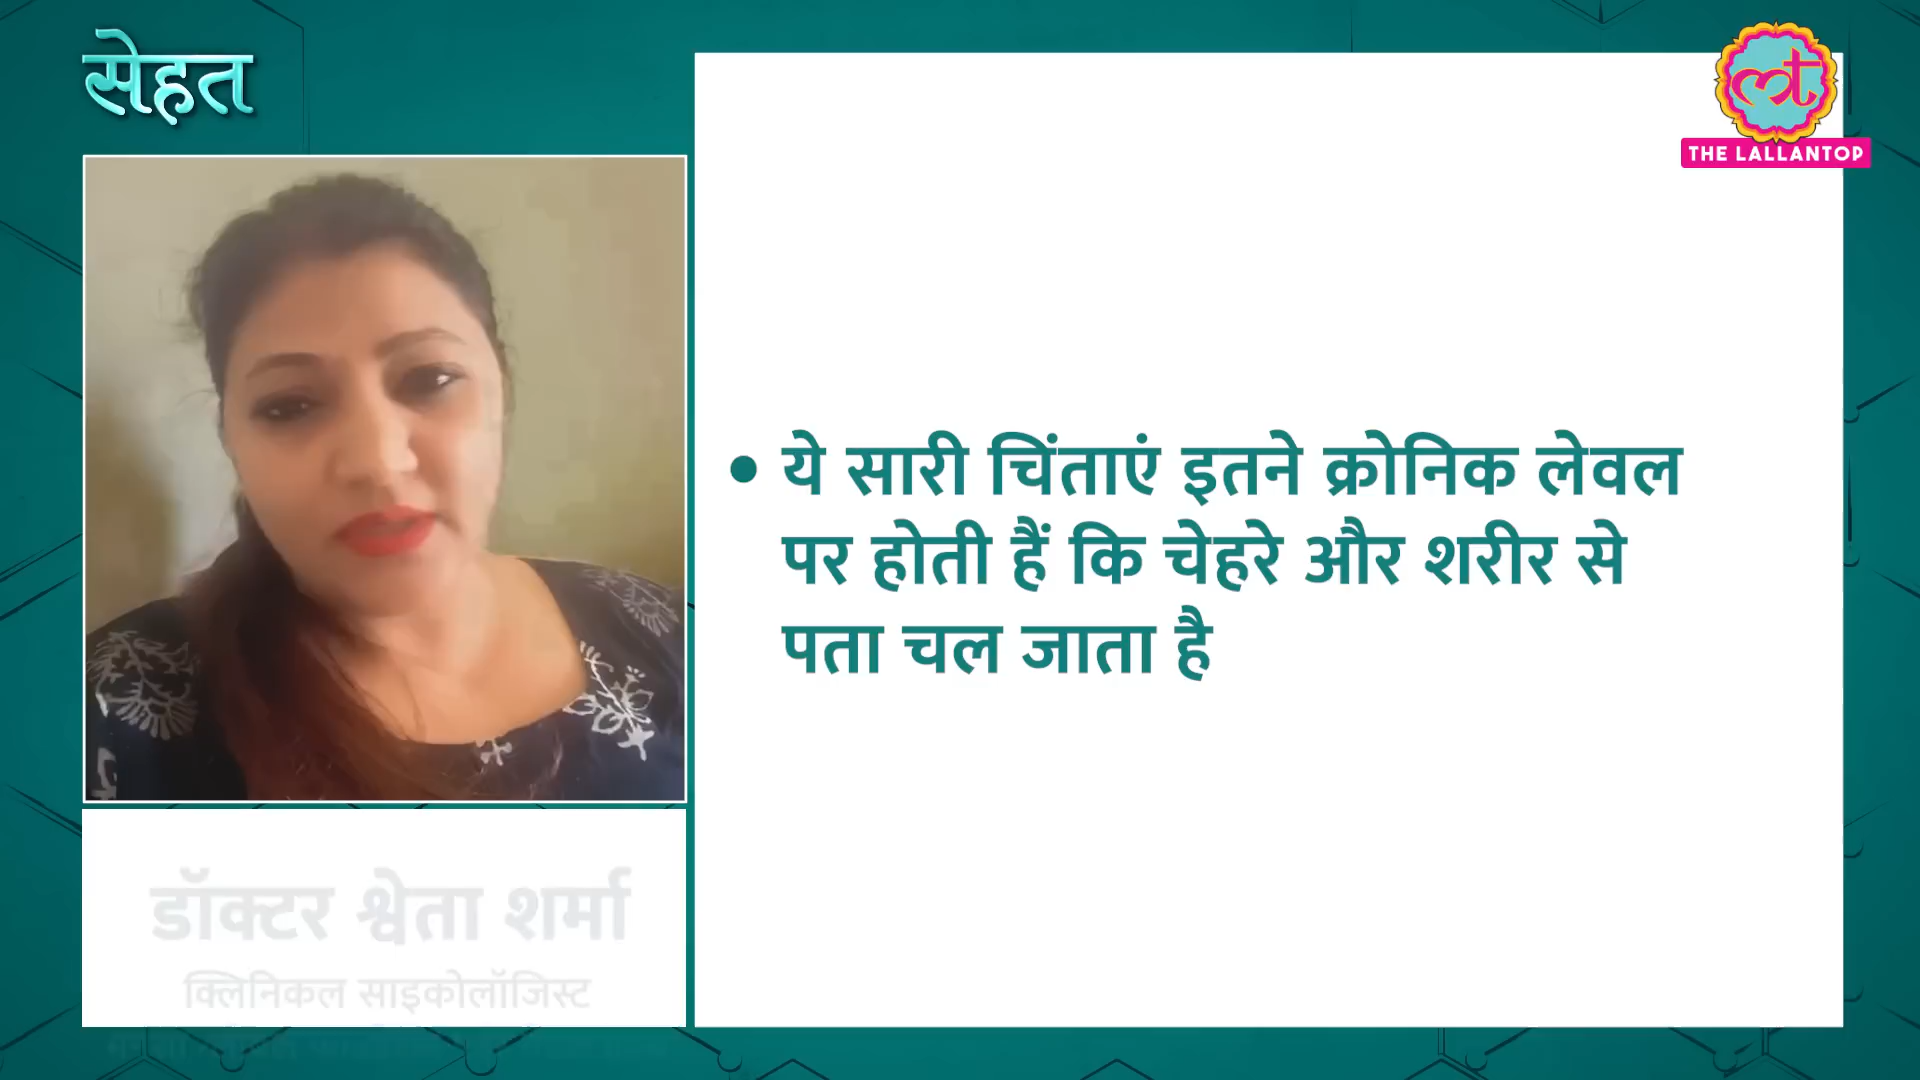 सेहत
THE LALLANTOP
• ये सारी चिंताएं इतने क्रोनिक लेवल
पर होती हैं कि चेहरे और शरीर से
पता चल जाता है
डॉक्टर श्वेता शर्मा
क्लिनिकल साइकोलॉजिस्ट